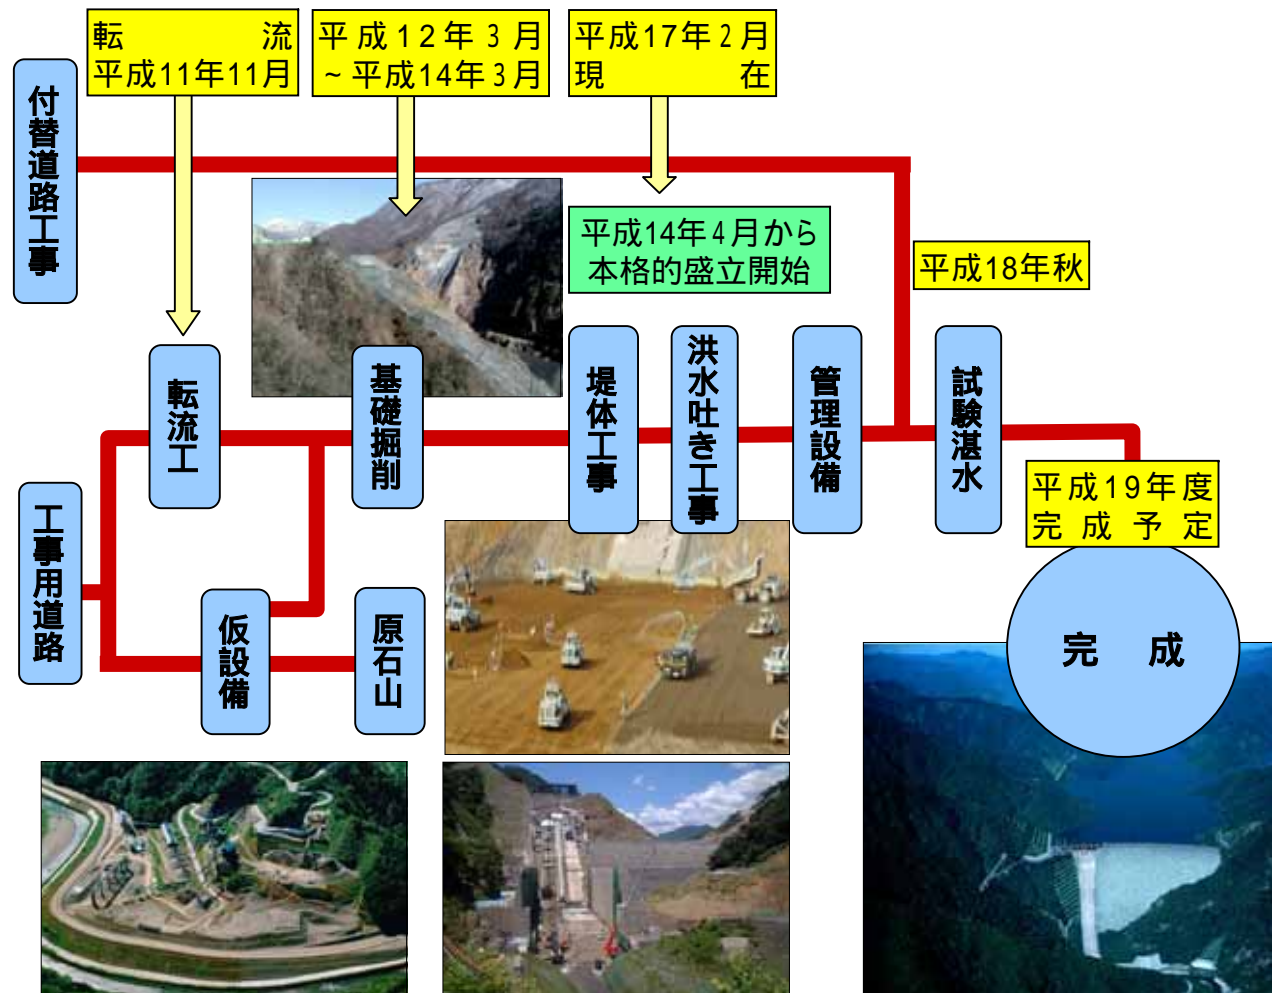 転流
平成11年11月
平成12年3月
~平成14年3月
平成17年2月
現在
付替道路工事
平成14年4月から
本格的盛立開始
平成18年秋
転流工
基礎掘削
堤体工事
洪水吐き工事
管理設備
試験湛水
平成19年度
完成予定
工事用道路
仮設備
原石山
完成